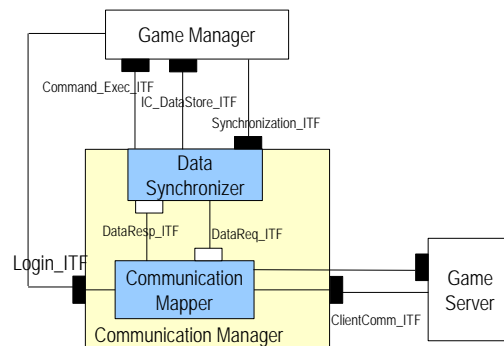 Game Manager
Command_Exec_ITF
IC_DataStore_ITF
Synchronization_ITF
Data
Synchronizer
DataResp_ITF
DataReq_ITF
Login_ITF
Communication
Mapper
Game
Server
ClientComm_ITF
Communication Manager